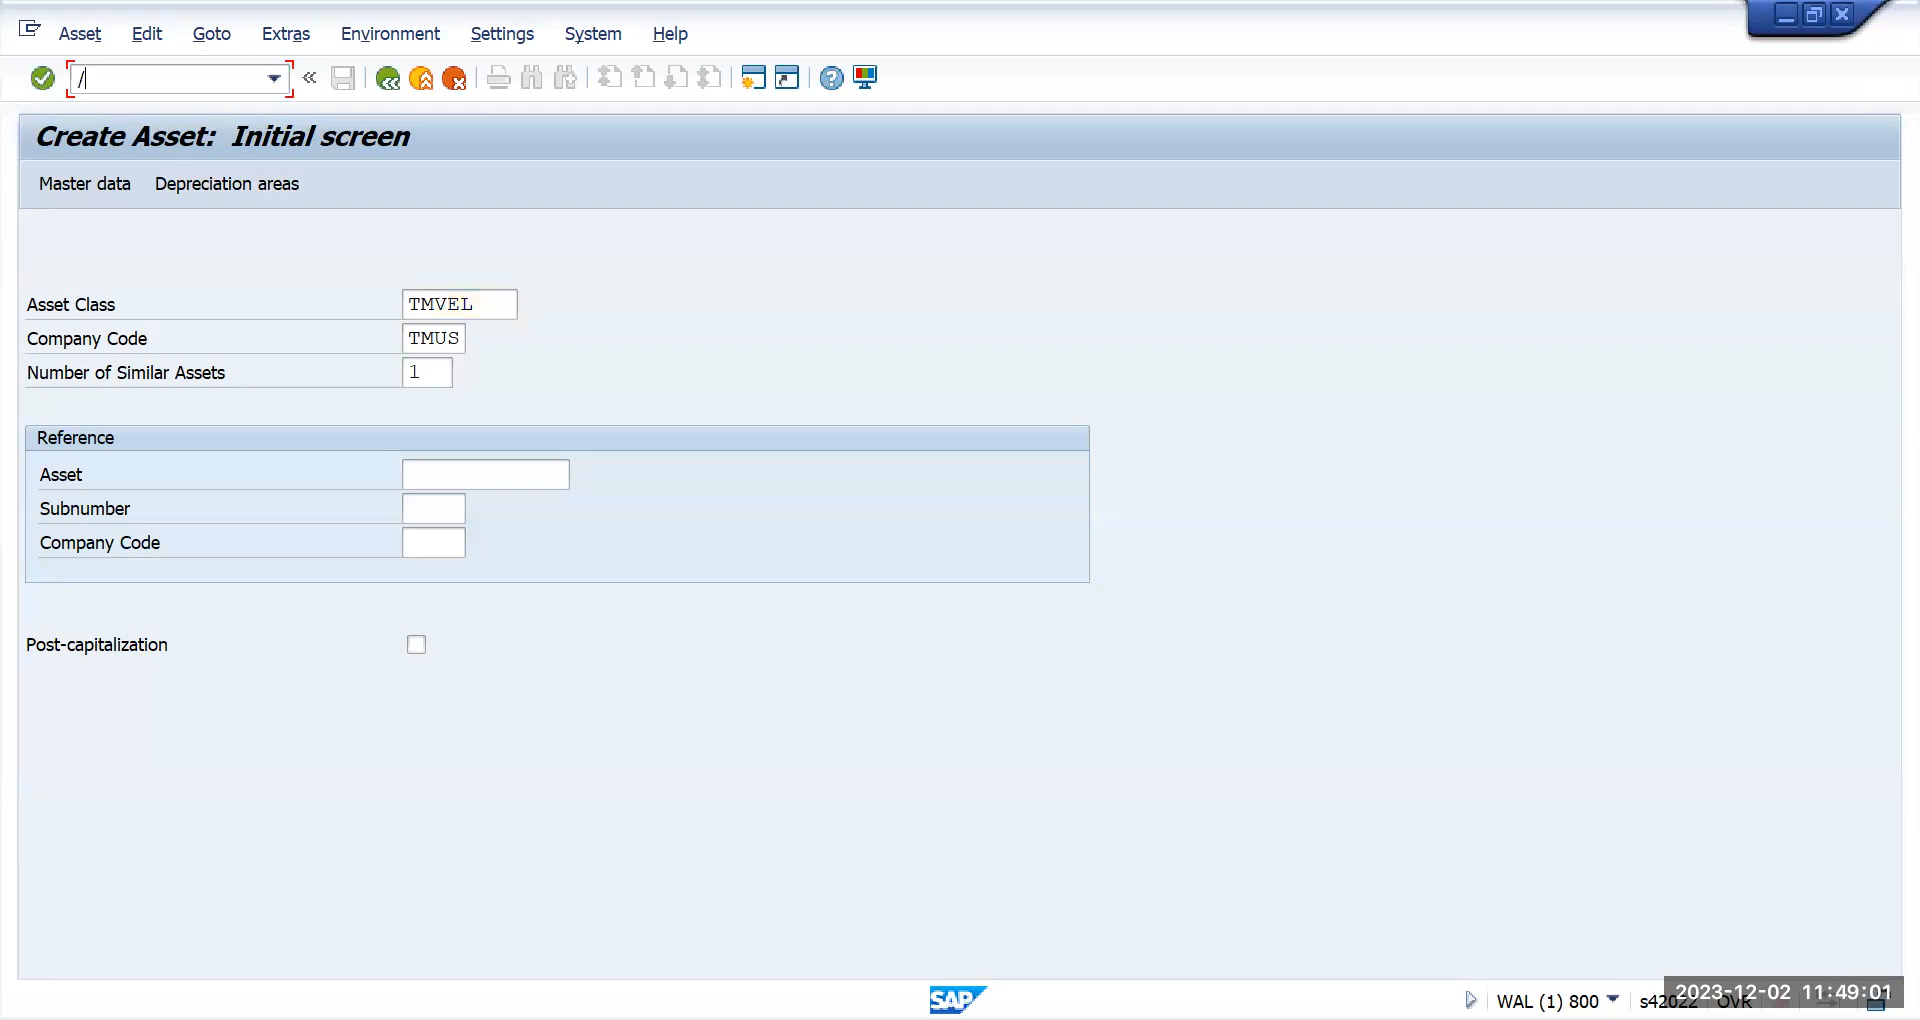 Asset Edit Goto Extras Environment Settings System Help
/
Create Asset: Initial screen
Master data Depreciation areas
Asset Class TMVEL
Company Code TMUS
Number of Similar Assets 1
Reference
Asset
Subnumber
Company Code
Post-capitalization
SAP
WAL (1) 800 s42022 OVR
2023-12-02 11:49:01